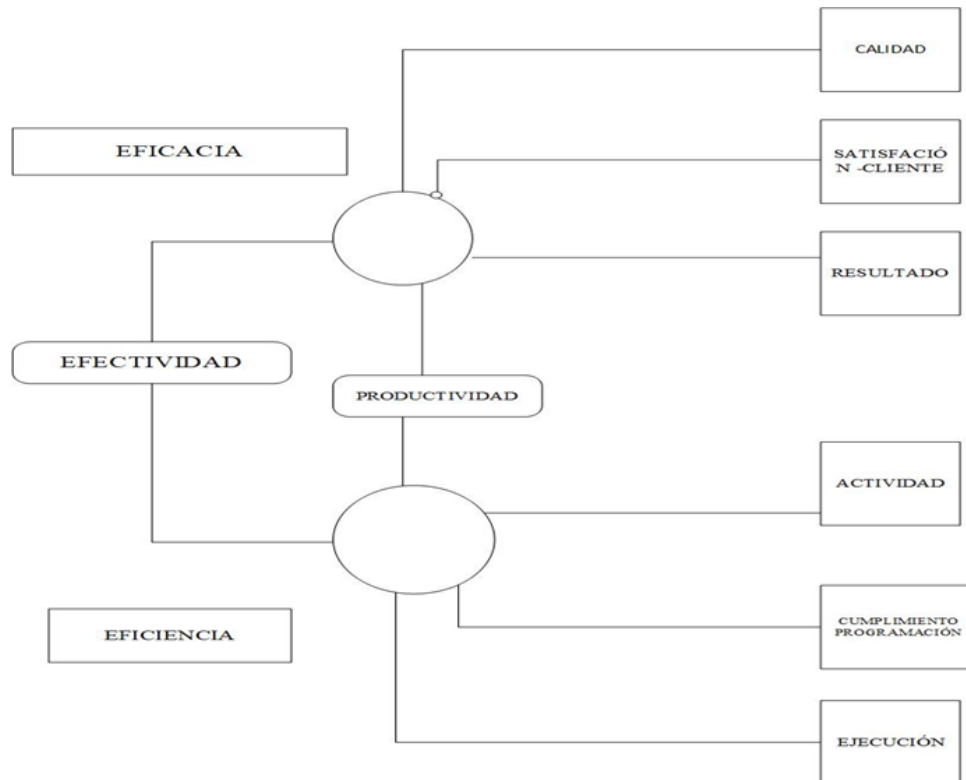 CALIDAD
EFICACIA
SATISFACIÓ
N -CLIENTE
RESULTADO
EFECTIVIDAD
PRODUCTIVIDAD
ACTIVIDAD
CUMPLIMIENTO
PROGRAMACIÓN
EFICIENCIA
EJECUCIÓN